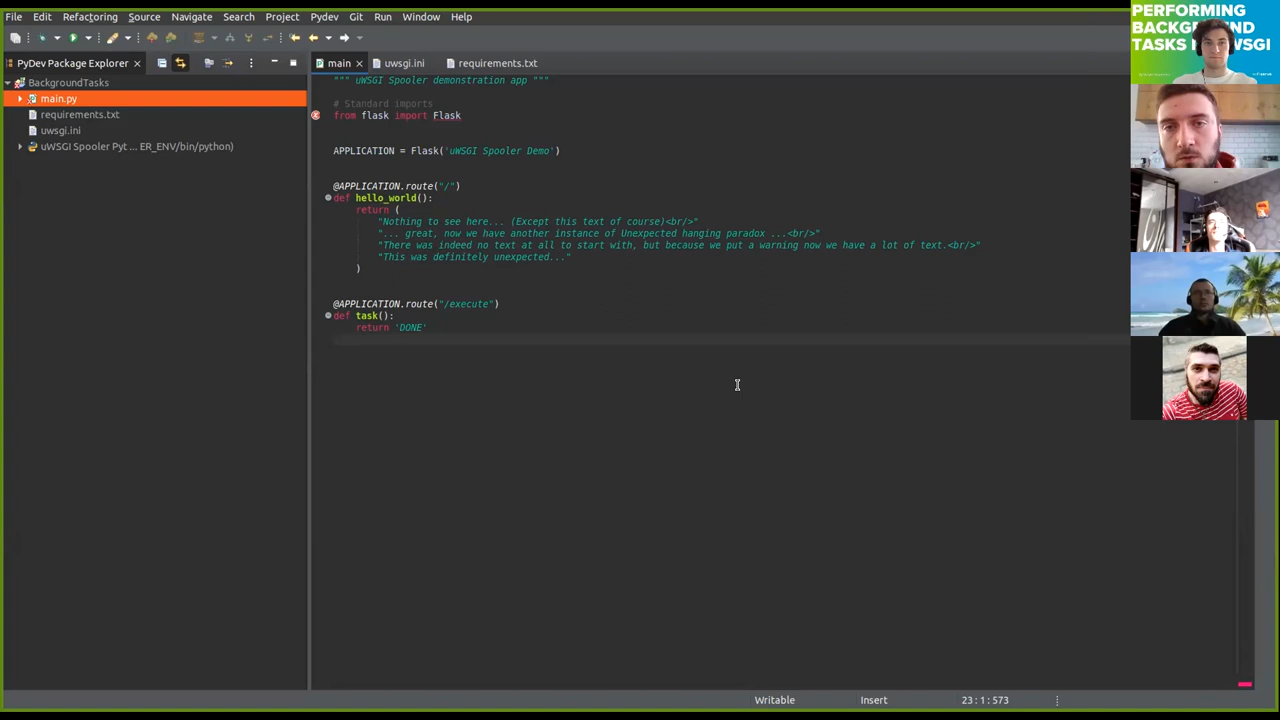 File Edit Refactoring Source Navigate Search Project Pydev Git Run Window Help
PyDev Package Explorer
BackgroundTasks
main.py
requirements.txt
uwsgi.ini
uWSGI Spooler Pyt ... ER_ENV/bin/python)
main
uwsgi.ini
requirements.txt
""" uWSGI Spooler demonstration app """
# Standard imports
from flask import Flask
APPLICATION = Flask('uWSGI Spooler Demo')
@APPLICATION.route("/")
def hello_world():
return (
"Nothing to see here... (Except this text of course)<br/>"
"... great, now we have another instance of Unexpected hanging paradox ...<br/>"
"There was indeed no text at all to start with, but because we put a warning now we have a lot of text.<br/>"
"This was definitely unexpected..."
)
@APPLICATION.route("/execute")
def task():
return 'DONE'
Writable
Insert
23 : 1 : 573
PERFORMING
BACKGROUND
TASKS WSGI